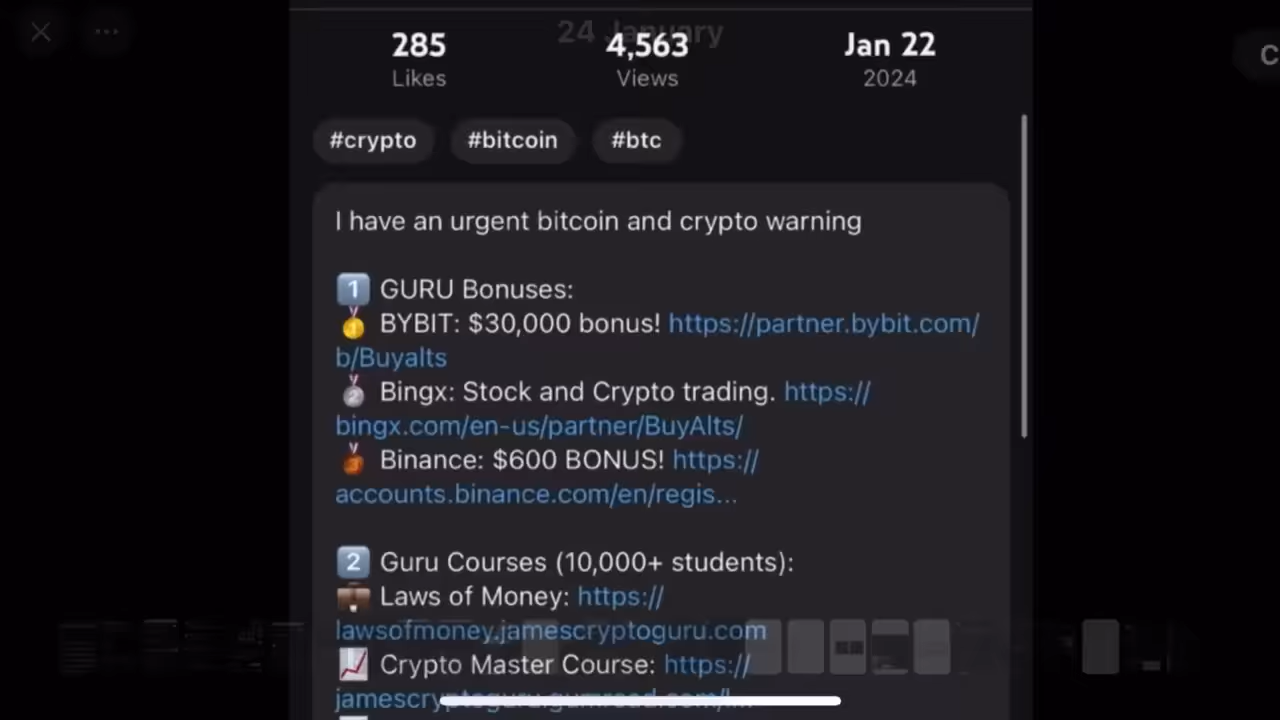 24 January
285 4,563 Jan 22
Likes Views 2024
C
#crypto #bitcoin #btc
I have an urgent bitcoin and crypto warning
1️⃣ GURU Bonuses:
🥇 BYBIT: $30,000 bonus! https://partner.bybit.com/
b/Buyalts
🥈 Bingx: Stock and Crypto trading. https://
bingx.com/en-us/partner/BuyAlts/
🥉 Binance: $600 BONUS! https://
accounts.binance.com/en/regis...
2️⃣ Guru Courses (10,000+ students):
💼 Laws of Money: https://
lawsofmoney.jamescryptoguru.com
📈 Crypto Master Course: https://
jamescryptoguru.gumroad.com/l...